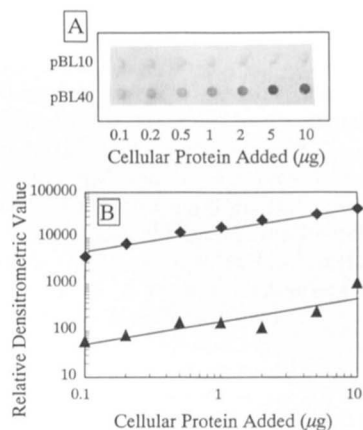 A
pBL10
pBL40
0.1 0.2 0.5 1 2 5 10
Cellular Protein Added (μg)
B
Relative Densitrometric Value
100000
10000
1000
100
10
0.1 1 10
Cellular Protein Added (μg)